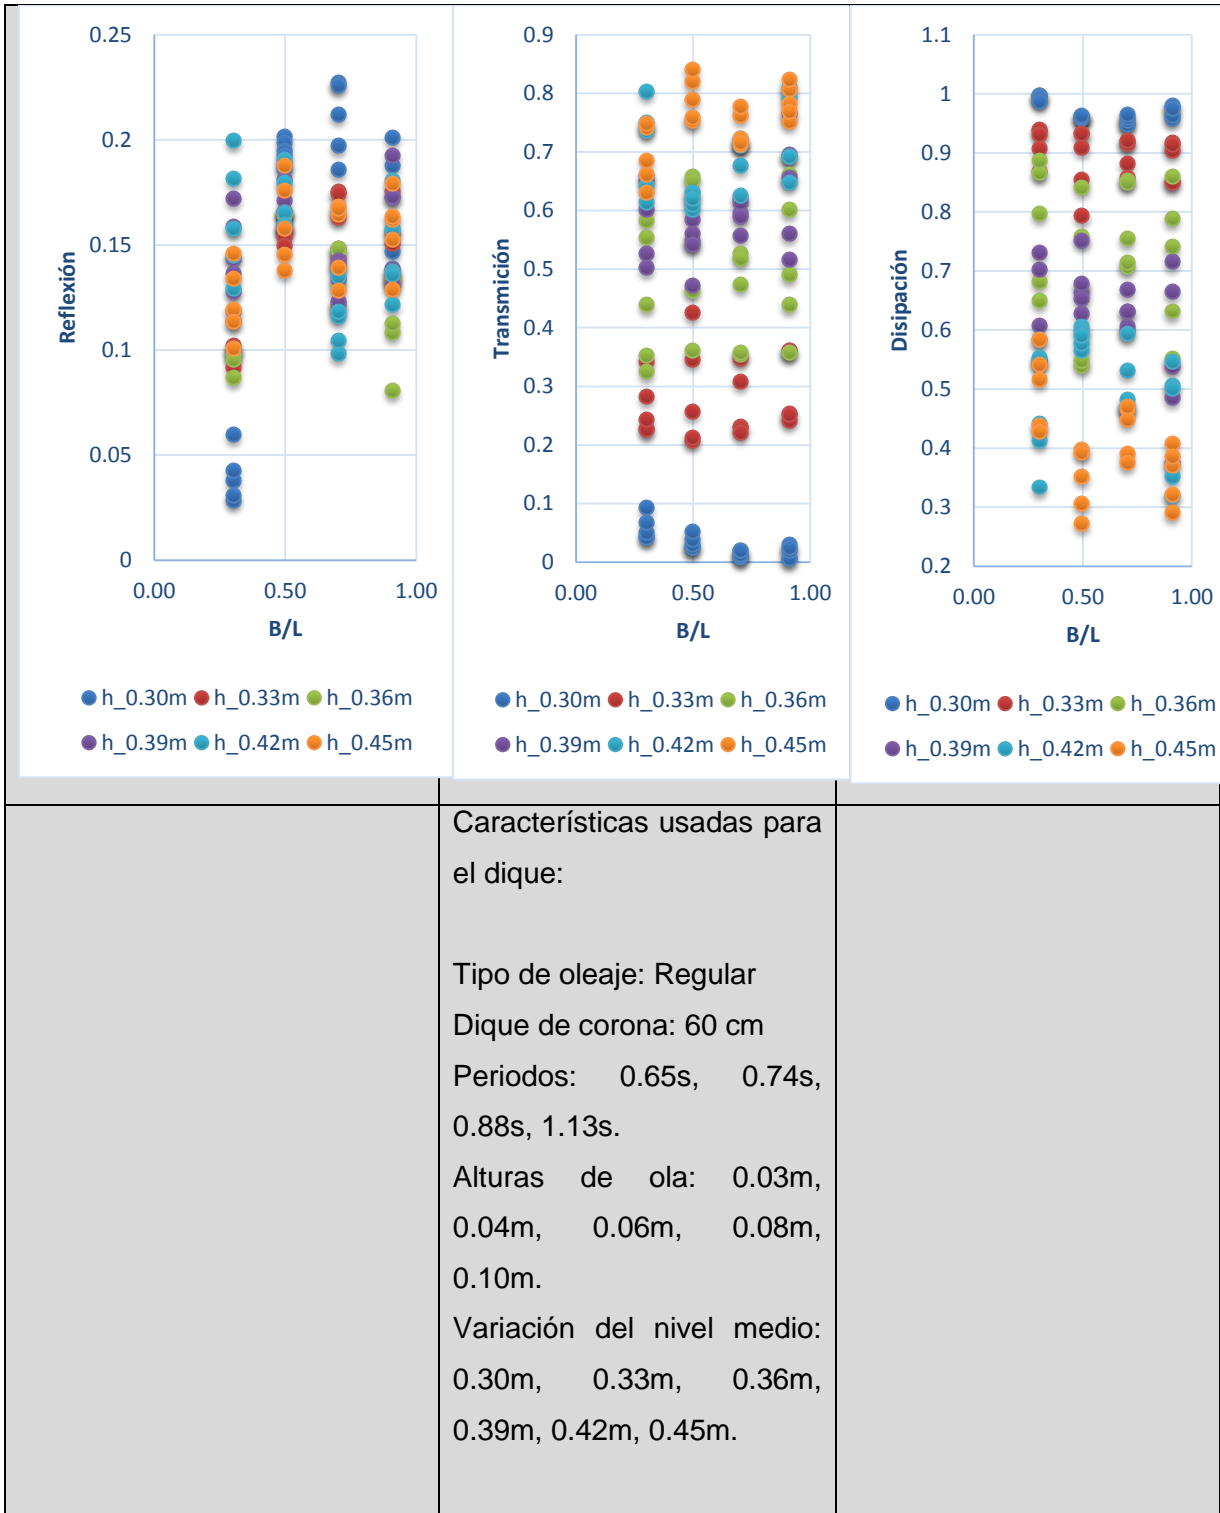 0.25
0.2
0.15
0.1
0.05
0
Reflexión
0.00 0.50 1.00
B/L
h_0.30m h_0.33m h_0.36m
h_0.39m h_0.42m h_0.45m
0.9
0.8
0.7
0.6
0.5
0.4
0.3
0.2
0.1
0
Transmición
0.00 0.50 1.00
B/L
h_0.30m h_0.33m h_0.36m
h_0.39m h_0.42m h_0.45m
1.1
1
0.9
0.8
0.7
0.6
0.5
0.4
0.3
0.2
Disipación
0.00 0.50 1.00
B/L
h_0.30m h_0.33m h_0.36m
h_0.39m h_0.42m h_0.45m
Características usadas para
el dique:
Tipo de oleaje: Regular
Dique de corona: 60 cm
Periodos: 0.65s, 0.74s,
0.88s, 1.13s.
Alturas de ola: 0.03m,
0.04m, 0.06m, 0.08m,
0.10m.
Variación del nivel medio:
0.30m, 0.33m, 0.36m,
0.39m, 0.42m, 0.45m.